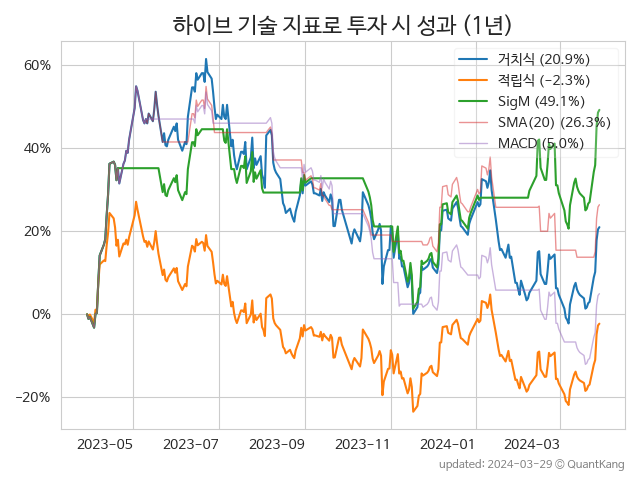 하이브 기술 지표로 투자 시 성과 (1년)
60%
40%
20%
0%
−20%
거치식 (20.9%)
적립식 (−2.3%)
SigM (49.1%)
SMA(20) (26.3%)
MACD (5.0%)
2023−05
2023−07
2023−09
2023−11
2024−01
2024−03
updated: 2024−03−29 © QuantKang